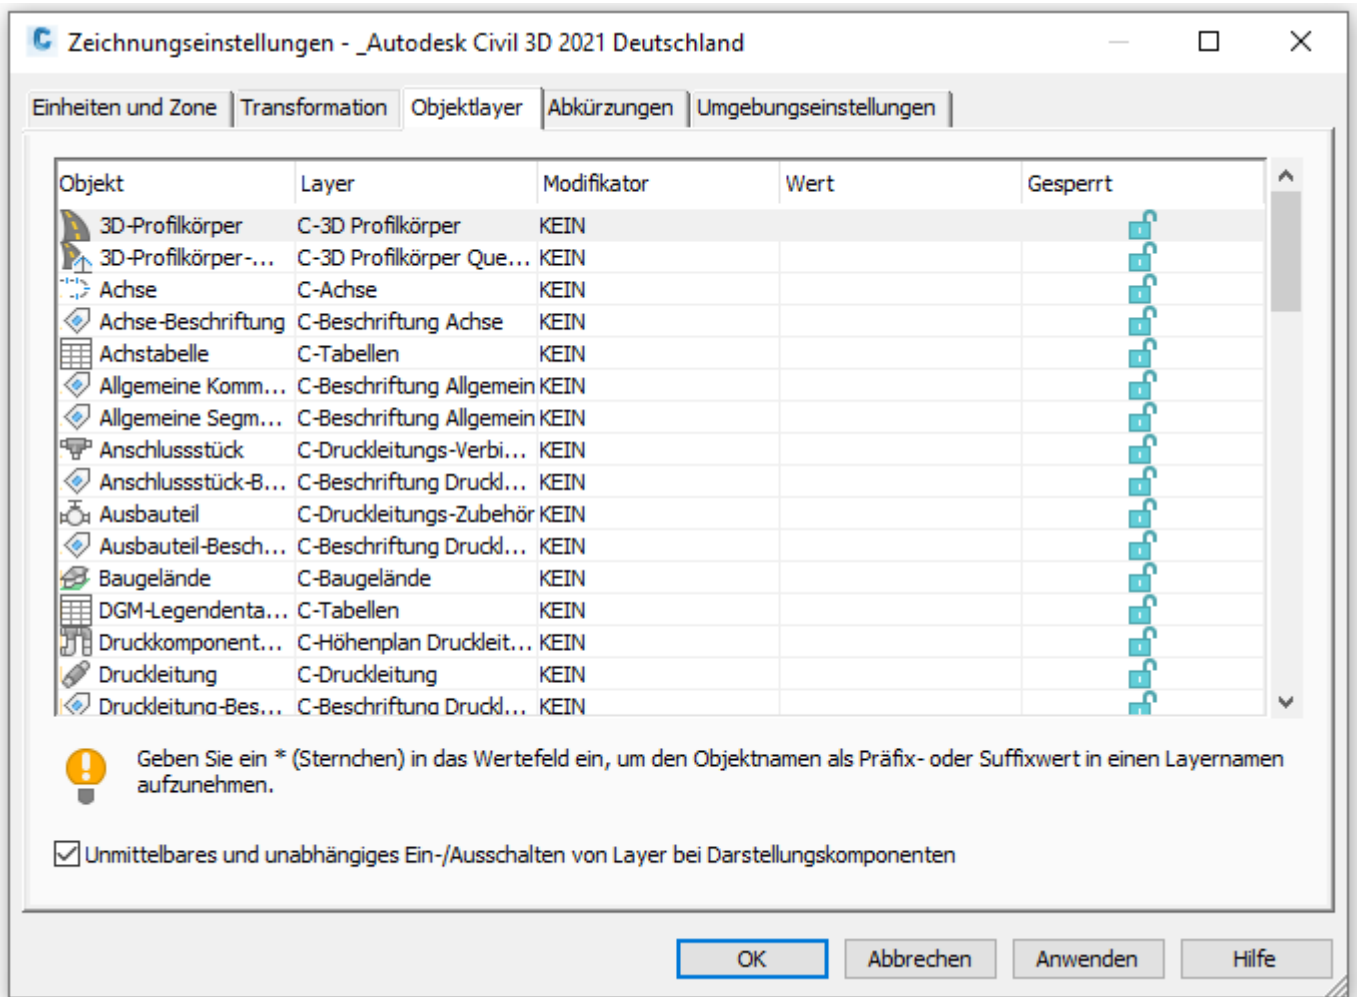 Zeichnungseinstellungen - _Autodesk Civil 3D 2021 Deutschland
Einheiten und Zone Transformation Objektlayer Abkürzungen Umgebungseinstellungen
Objekt Layer Modifikator Wert Gesperrt
3D-Profilkörper C-3D Profilkörper KEIN
3D-Profilkörper-... C-3D Profilkörper Que... KEIN
Achse C-Achse KEIN
Achse-Beschriftung C-Beschriftung Achse KEIN
Achstabelle C-Tabellen KEIN
Allgemeine Komm... C-Beschriftung Allgemein KEIN
Allgemeine Segm... C-Beschriftung Allgemein KEIN
Anschlussstück C-Druckleitungs-Verbi... KEIN
Anschlussstück-B... C-Beschriftung Druckl... KEIN
Ausbauteil C-Druckleitungs-Zubehör KEIN
Ausbauteil-Besch... C-Beschriftung Druckl... KEIN
Baugelände C-Baugelände KEIN
DGM-Legendenta... C-Tabellen KEIN
Druckkomponent... C-Höhenplan Druckleit... KEIN
Druckleitung C-Druckleitung KEIN
Druckleitung-Bes... C-Beschriftung Druckl... KEIN
Geben Sie ein * (Sternchen) in das Wertefeld ein, um den Objektnamen als Präfix- oder Suffixwert in einen Layernamen
aufzunehmen.
Unmittelbares und unabhängiges Ein-/Ausschalten von Layer bei Darstellungskomponenten
OK Abbrechen Anwenden Hilfe